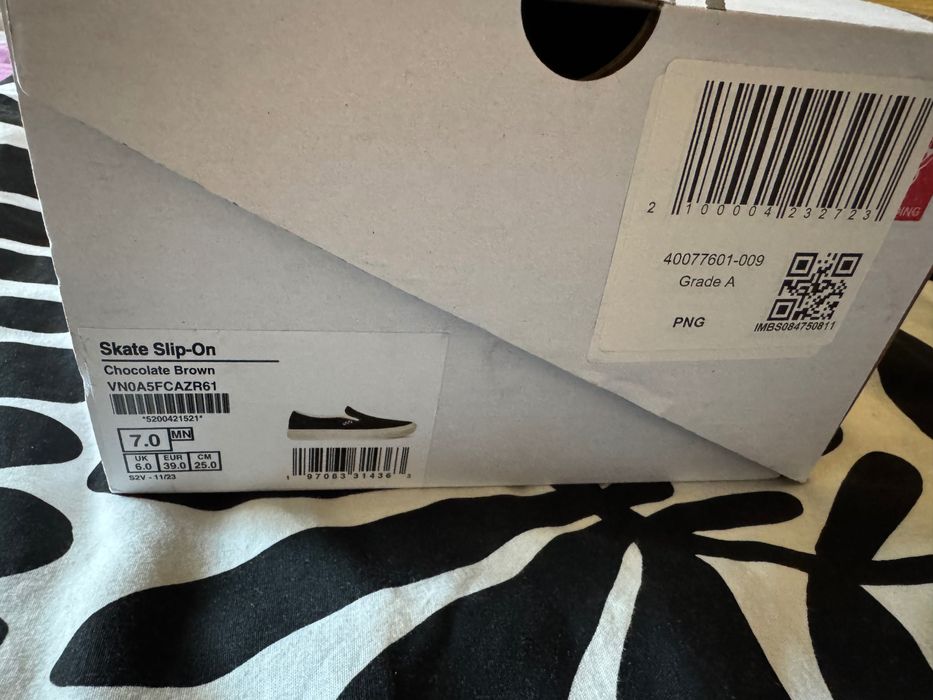 2 100004 232723
40077601-009
Grade A
PNG
IMBS084750811
Skate Slip-On
Chocolate Brown
VN0A5FCAZR61
*5200421521*
7.0 MN
UK EUR CM
6.0 39.0 25.0
S2V - 11/23
1 97063 31436 3